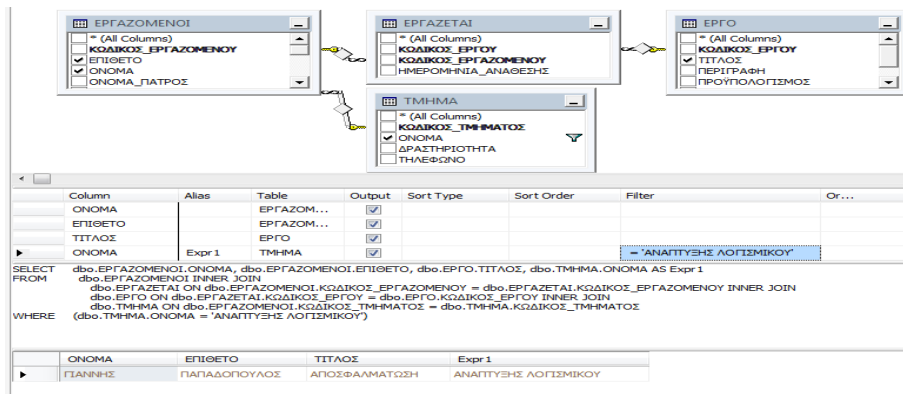 ΕΡΓΑΖΟΜΕΝΟΙ
* (All Columns)
ΚΩΔΙΚΟΣ_ΕΡΓΑΖΟΜΕΝΟΥ
ΕΠΙΘΕΤΟ
ΟΝΟΜΑ
ΟΝΟΜΑ_ΠΑΤΡΟΣ
ΕΡΓΑΖΕΤΑΙ
* (All Columns)
ΚΩΔΙΚΟΣ_ΕΡΓΟΥ
ΚΩΔΙΚΟΣ_ΕΡΓΑΖΟΜΕΝΟΥ
ΗΜΕΡΟΜΗΝΙΑ_ΑΝΑΘΕΣΗΣ
ΕΡΓΟ
* (All Columns)
ΚΩΔΙΚΟΣ_ΕΡΓΟΥ
ΤΙΤΛΟΣ
ΠΕΡΙΓΡΑΦΗ
ΠΡΟΫΠΟΛΟΓΙΣΜΟΣ
ΤΜΗΜΑ
* (All Columns)
ΚΩΔΙΚΟΣ_ΤΜΗΜΑΤΟΣ
ΟΝΟΜΑ
ΔΡΑΣΤΗΡΙΟΤΗΤΑ
ΤΗΛΕΦΩΝΟ
Column Alias Table Output Sort Type Sort Order Filter Or...
ΟΝΟΜΑ ΕΡΓΑΖΟΜ...
ΕΠΙΘΕΤΟ ΕΡΓΑΖΟΜ...
ΤΙΤΛΟΣ ΕΡΓΟ
ΟΝΟΜΑ Expr1 ΤΜΗΜΑ = 'ΑΝΑΠΤΥΞΗΣ ΛΟΓΙΣΜΙΚΟΥ'
SELECT dbo.ΕΡΓΑΖΟΜΕΝΟΙ.ΟΝΟΜΑ, dbo.ΕΡΓΑΖΟΜΕΝΟΙ.ΕΠΙΘΕΤΟ, dbo.ΕΡΓΟ.ΤΙΤΛΟΣ, dbo.ΤΜΗΜΑ.ΟΝΟΜΑ AS Expr1
FROM dbo.ΕΡΓΑΖΟΜΕΝΟΙ INNER JOIN
dbo.ΕΡΓΑΖΕΤΑΙ ON dbo.ΕΡΓΑΖΟΜΕΝΟΙ.ΚΩΔΙΚΟΣ_ΕΡΓΑΖΟΜΕΝΟΥ = dbo.ΕΡΓΑΖΕΤΑΙ.ΚΩΔΙΚΟΣ_ΕΡΓΑΖΟΜΕΝΟΥ INNER JOIN
dbo.ΕΡΓΟ ON dbo.ΕΡΓΑΖΕΤΑΙ.ΚΩΔΙΚΟΣ_ΕΡΓΟΥ = dbo.ΕΡΓΟ.ΚΩΔΙΚΟΣ_ΕΡΓΟΥ INNER JOIN
dbo.ΤΜΗΜΑ ON dbo.ΕΡΓΑΖΟΜΕΝΟΙ.ΚΩΔΙΚΟΣ_ΤΜΗΜΑΤΟΣ = dbo.ΤΜΗΜΑ.ΚΩΔΙΚΟΣ_ΤΜΗΜΑΤΟΣ
WHERE (dbo.ΤΜΗΜΑ.ΟΝΟΜΑ = 'ΑΝΑΠΤΥΞΗΣ ΛΟΓΙΣΜΙΚΟΥ')
ΟΝΟΜΑ ΕΠΙΘΕΤΟ ΤΙΤΛΟΣ Expr1
ΓΙΑΝΝΗΣ ΠΑΠΑΔΟΠΟΥΛΟΣ ΑΠΟΣΦΑΛΜΑΤΩΣΗ ΑΝΑΠΤΥΞΗΣ ΛΟΓΙΣΜΙΚΟΥ